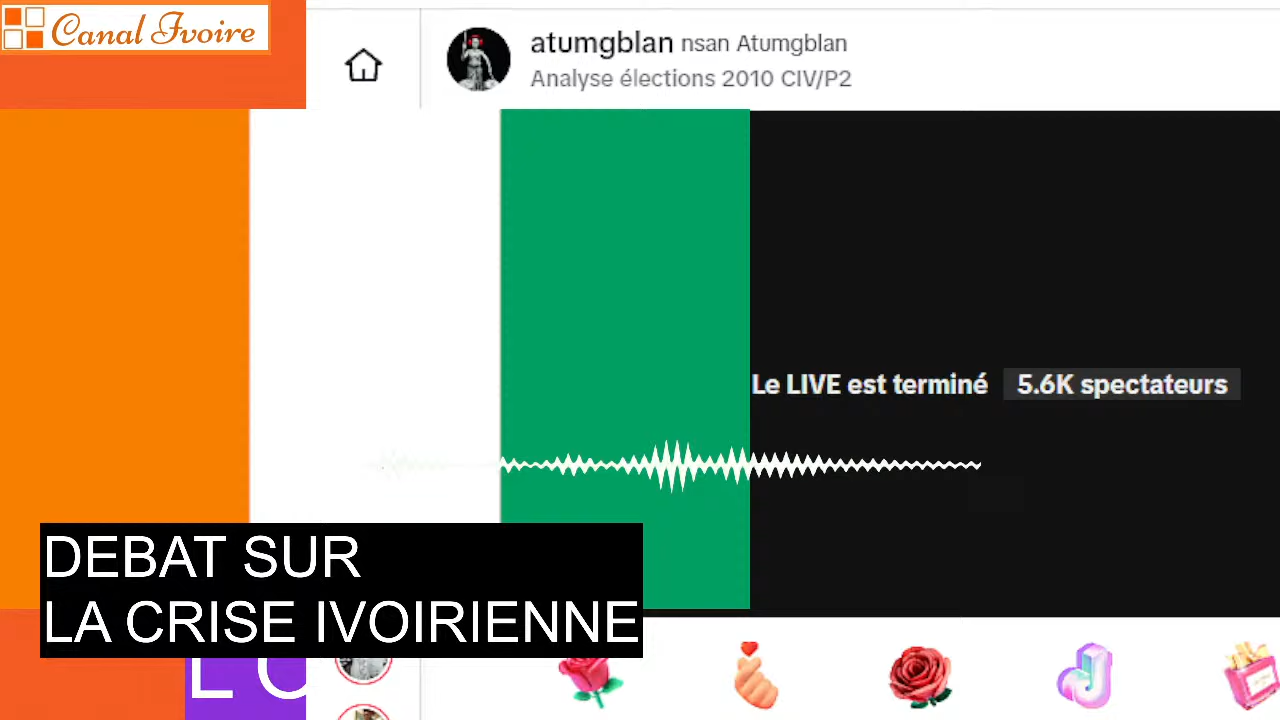 Canal Ivoire
atumgblan nsan Atumgblan
Analyse élections 2010 CIV/P2
Le LIVE est terminé 5.6K spectateurs
DEBAT SUR
LA CRISE IVOIRIENNE